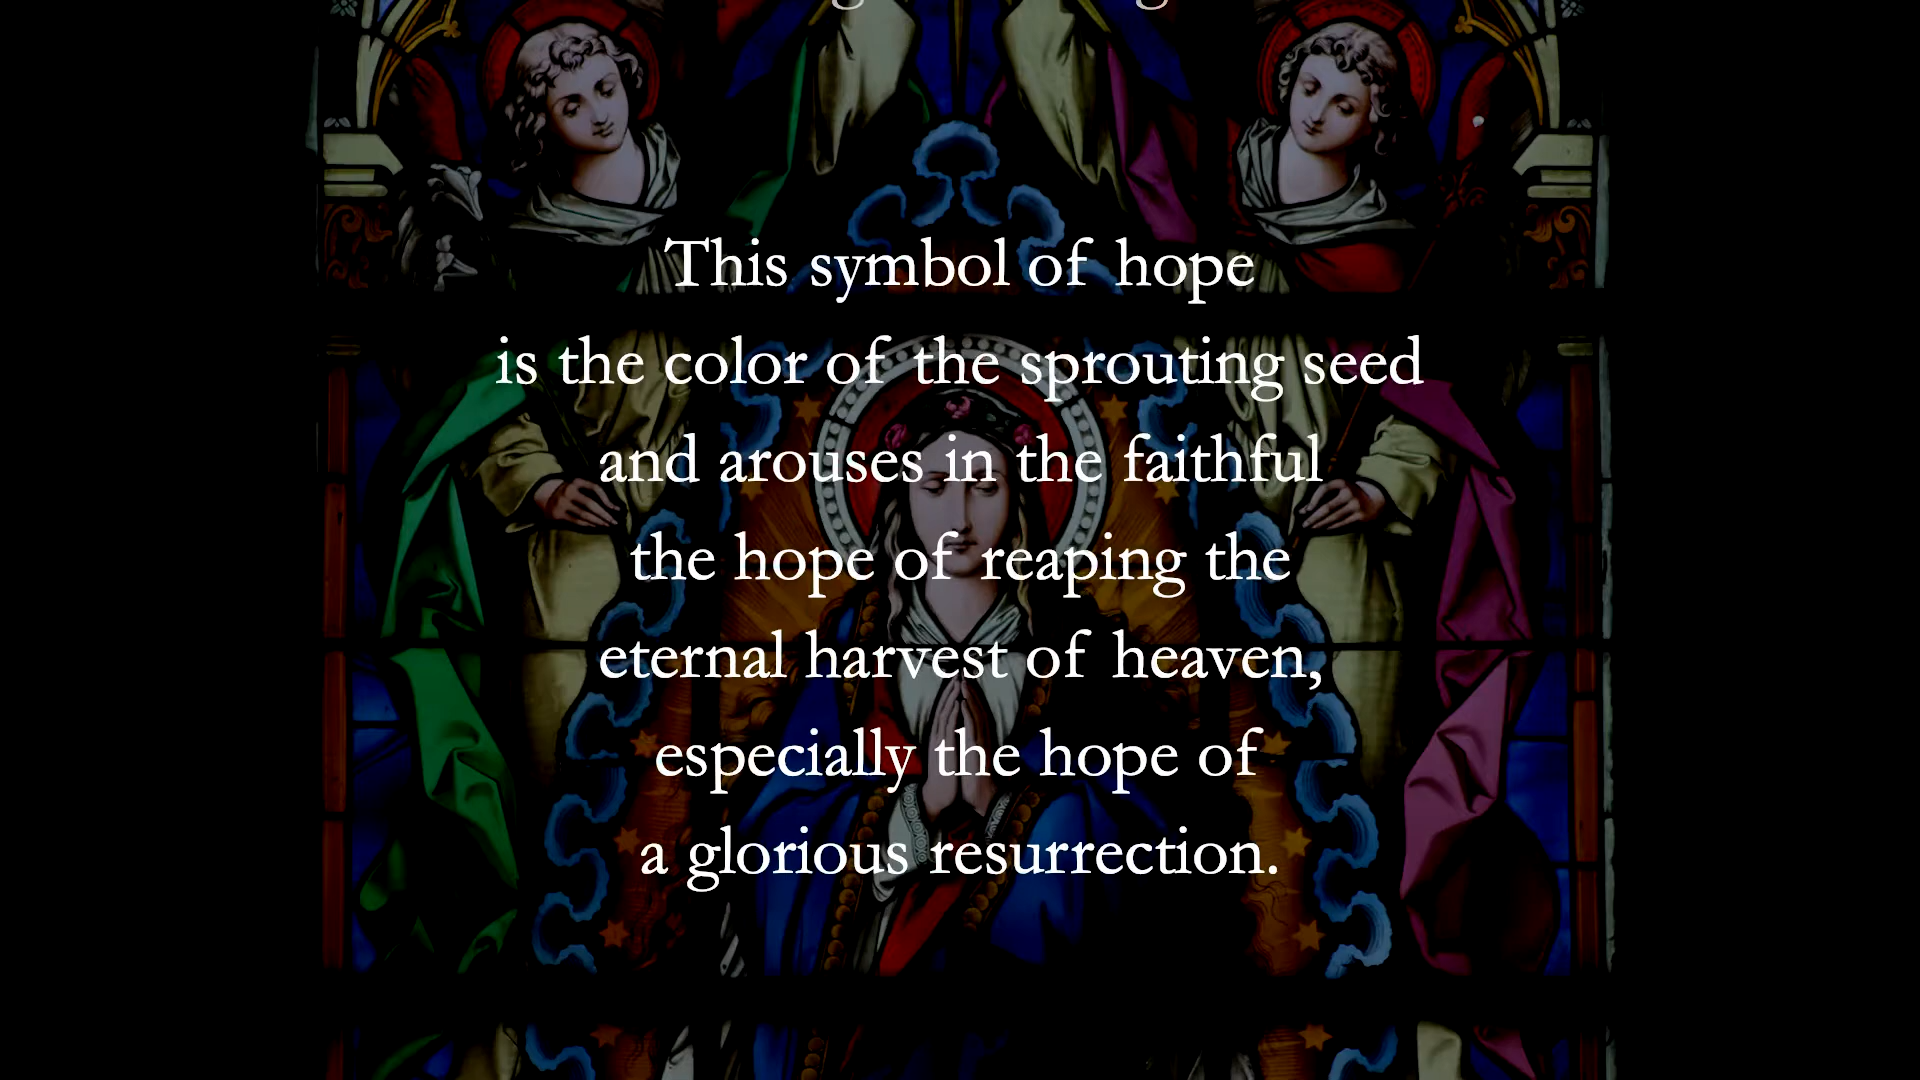 This symbol of hope
is the color of the sprouting seed
and arouses in the faithful
the hope of reaping the
eternal harvest of heaven,
especially the hope of
a glorious resurrection.